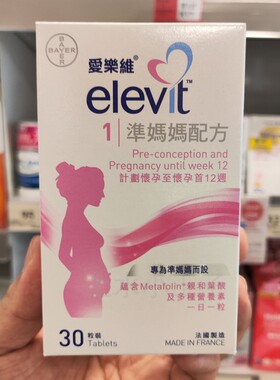 BAYER
愛樂維®
elevit™
1 準媽媽配方
Pre-conception and
Pregnancy until week 12
計劃懷孕至懷孕首12週
專為準媽媽而設
蘊含Metafolin®親和葉酸
及多種營養素
一日一粒
30 粒裝
Tablets
法國製造
MADE IN FRANCE